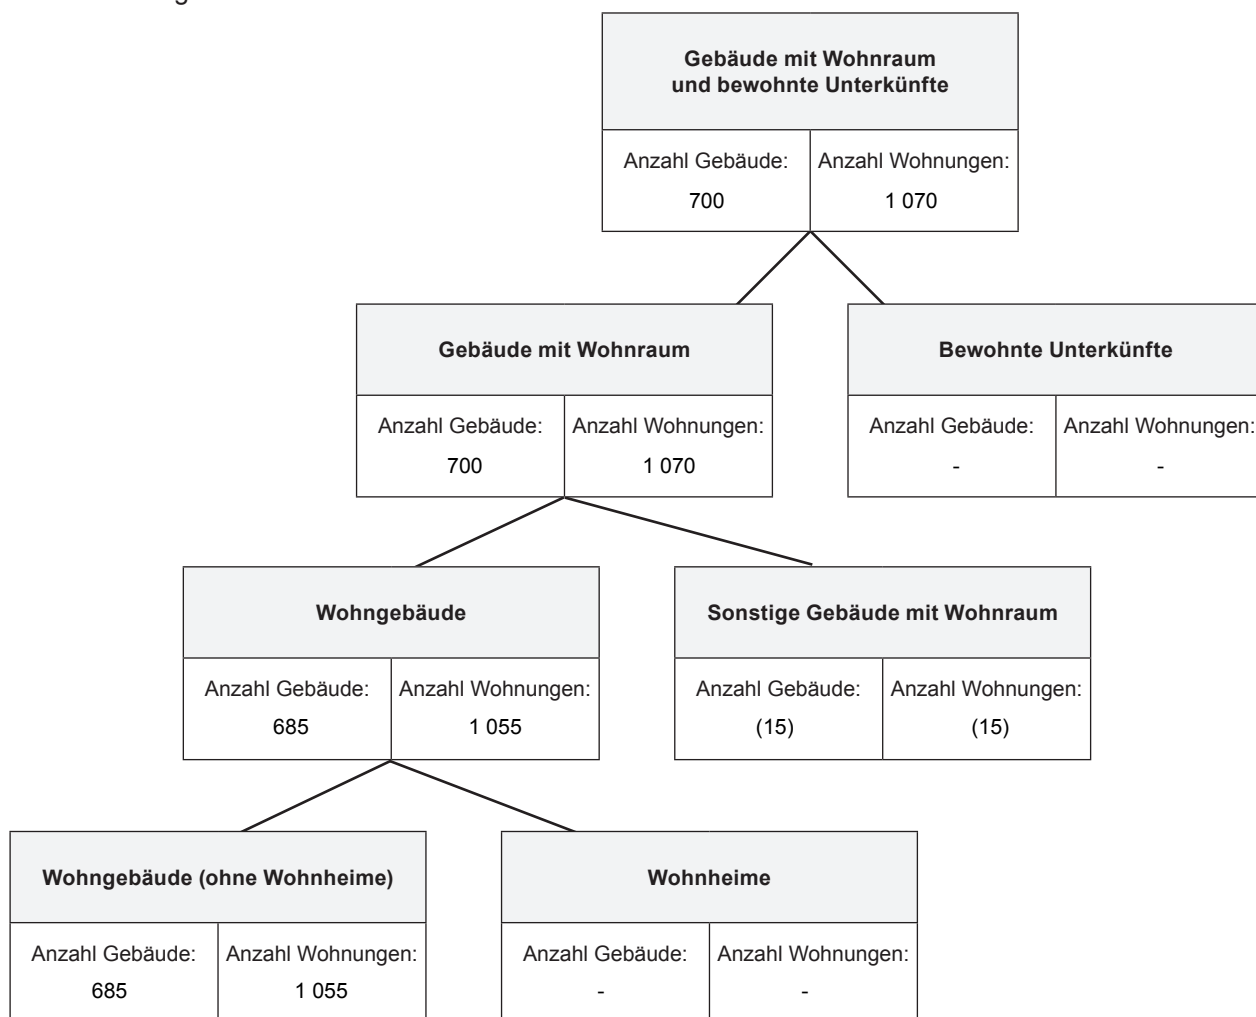 Gebäude mit Wohnraum
und bewohnte Unterkünfte
Anzahl Gebäude: Anzahl Wohnungen:
700 1 070
Gebäude mit Wohnraum
Anzahl Gebäude: Anzahl Wohnungen:
700 1 070
Bewohnte Unterkünfte
Anzahl Gebäude: Anzahl Wohnungen:
- -
Wohngebäude
Anzahl Gebäude: Anzahl Wohnungen:
685 1 055
Sonstige Gebäude mit Wohnraum
Anzahl Gebäude: Anzahl Wohnungen:
(15) (15)
Wohngebäude (ohne Wohnheime)
Anzahl Gebäude: Anzahl Wohnungen:
685 1 055
Wohnheime
Anzahl Gebäude: Anzahl Wohnungen:
- -